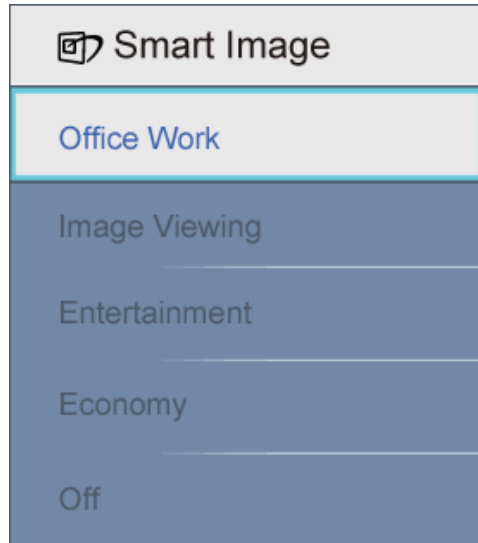 Smart Image
Office Work
Image Viewing
Entertainment
Economy
Off